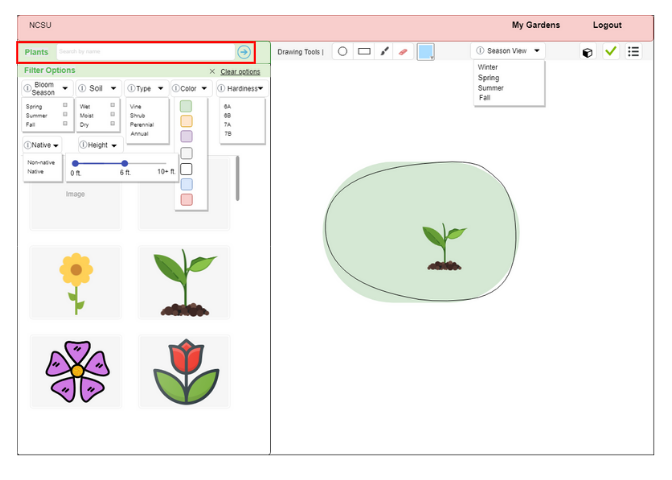 NCSU My Gardens Logout
Plants Search by name Drawing Tools | Season View
Filter Options × Clear options
Winter
Spring
Summer
Fall
Bloom Season Soil Type Color Hardiness
Spring Wet Vine 6A
Summer Moist Shrub 6B
Fall Dry Perennial 7A
Annual 7B
Native Height
Non-native
Native
0 ft. 6 ft. 10+ ft.
Image